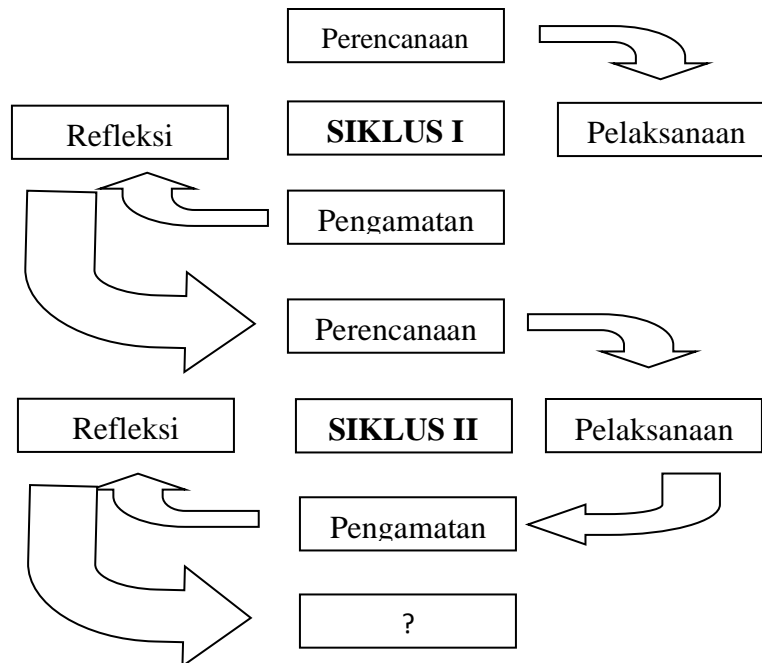 Perencanaan
Refleksi
SIKLUS I
Pelaksanaan
Pengamatan
Perencanaan
Refleksi
SIKLUS II
Pelaksanaan
Pengamatan
?